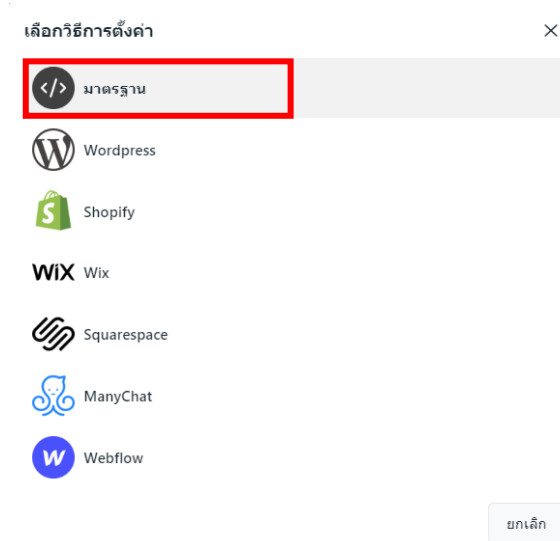 เลือกวิธีการตั้งค่า
</> มาตรฐาน
Wordpress
Shopify
WiX Wix
Squarespace
ManyChat
Webflow
ยกเลิก